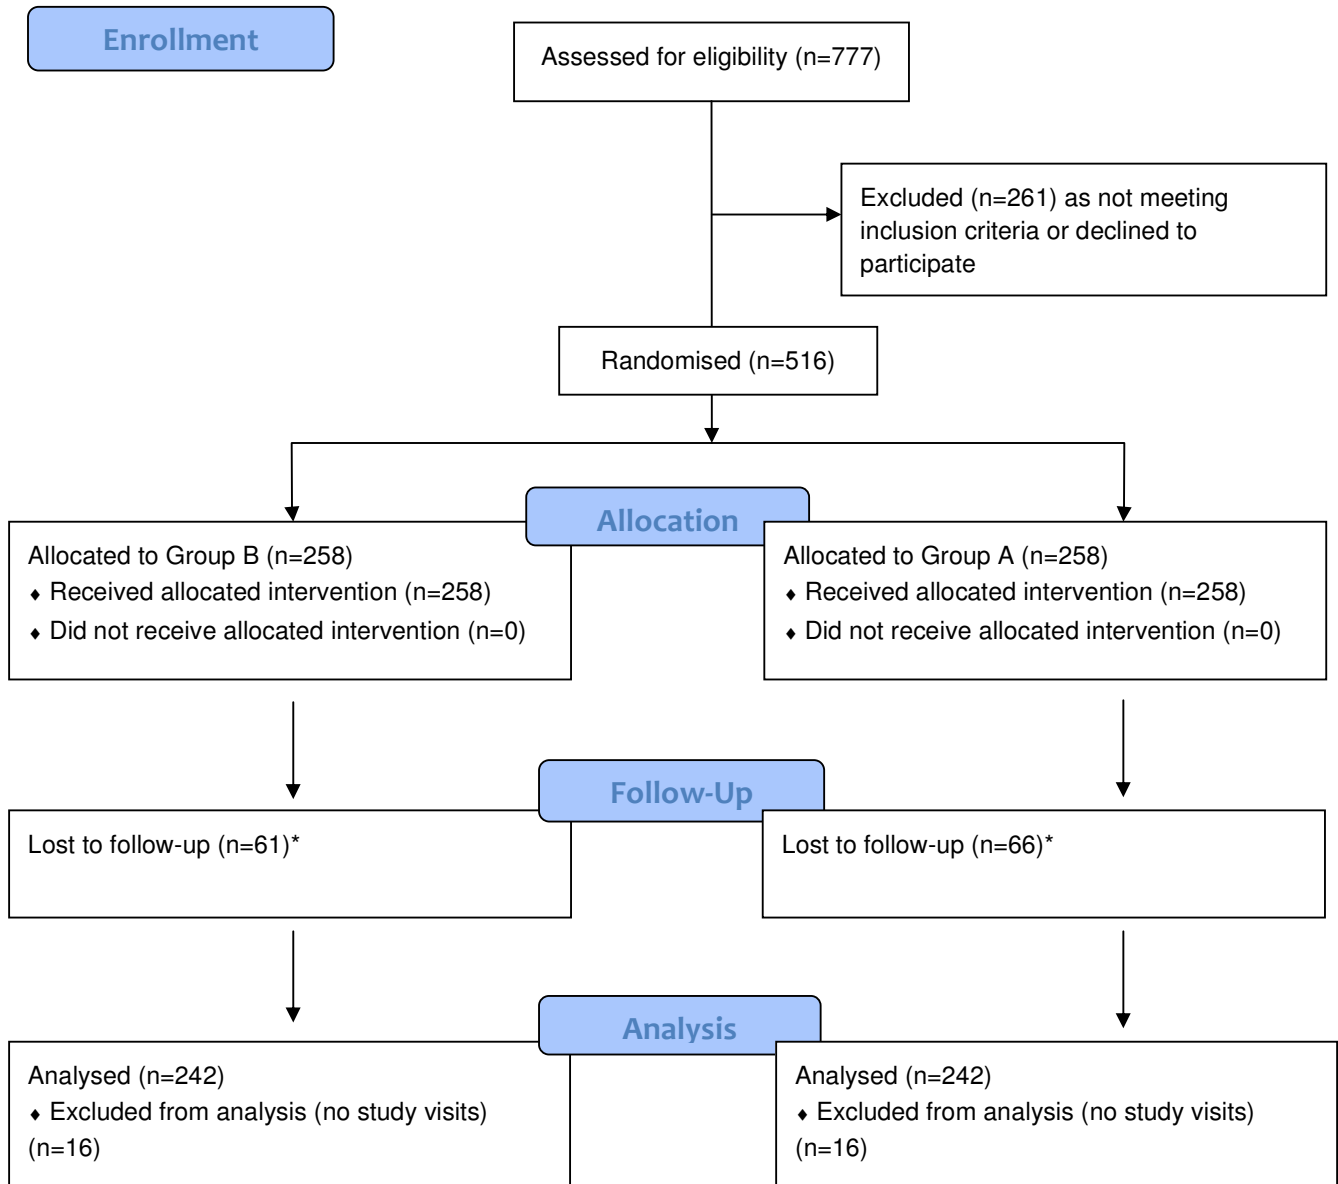 Enrollment
Assessed for eligibility (n=777)
Excluded (n=261) as not meeting
inclusion criteria or declined to
participate
Randomised (n=516)
Allocation
Allocated to Group B (n=258)
♦ Received allocated intervention (n=258)
♦ Did not receive allocated intervention (n=0)
Allocated to Group A (n=258)
♦ Received allocated intervention (n=258)
♦ Did not receive allocated intervention (n=0)
Follow-Up
Lost to follow-up (n=61)*
Lost to follow-up (n=66)*
Analysis
Analysed (n=242)
♦ Excluded from analysis (no study visits)
(n=16)
Analysed (n=242)
♦ Excluded from analysis (no study visits)
(n=16)